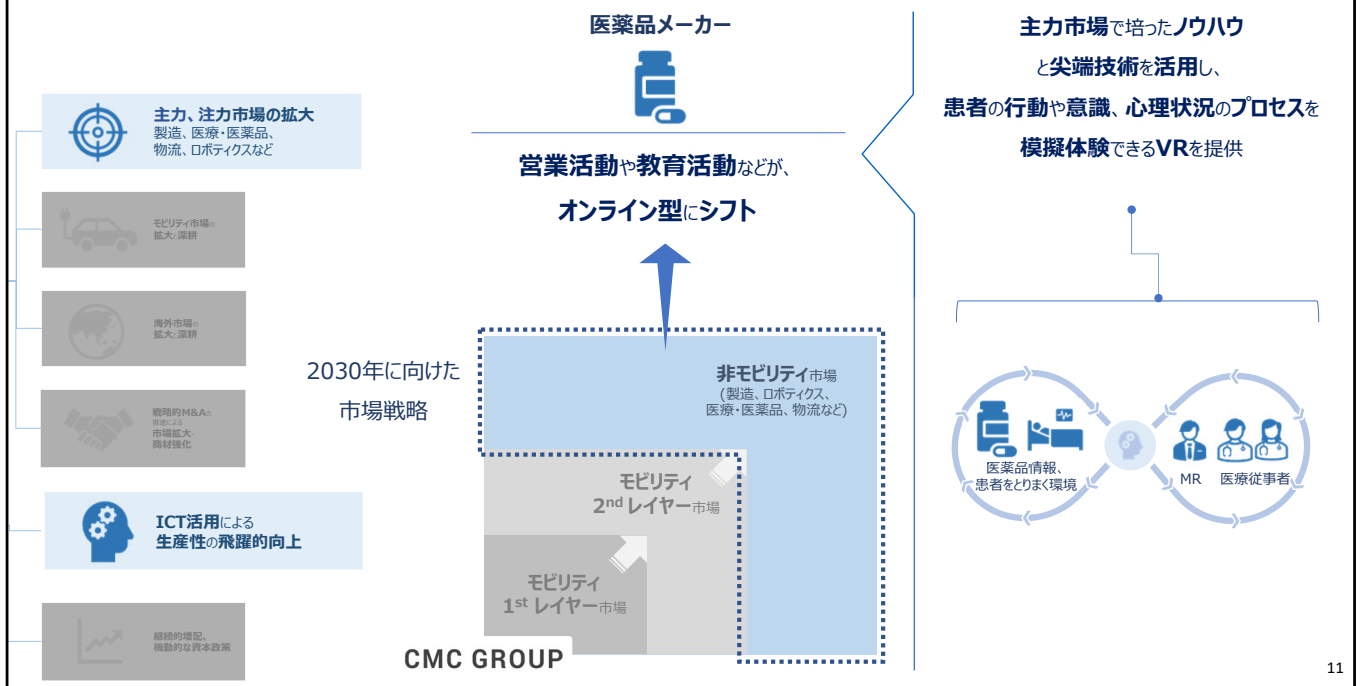 主力、注力市場の拡大
製造、医療・医薬品、
物流、ロボティクスなど
モビリティ市場の
拡大と深耕
海外市場の
拡大と深耕
戦略的M&Aの
推進による
市場拡大・
商材強化
ICT活用による
生産性の飛躍的向上
継続的増配、
機動的な資本政策
医薬品メーカー
営業活動や教育活動などが、
オンライン型にシフト
2030年に向けた
市場戦略
非モビリティ市場
(製造、ロボティクス、
医療・医薬品、物流など)
モビリティ
2nd レイヤー市場
モビリティ
1st レイヤー市場
CMC GROUP
主力市場で培ったノウハウ
と尖端技術を活用し、
患者の行動や意識、心理状況のプロセスを
模擬体験できるVRを提供
医薬品情報、
患者をとりまく環境
MR 医療従事者
11